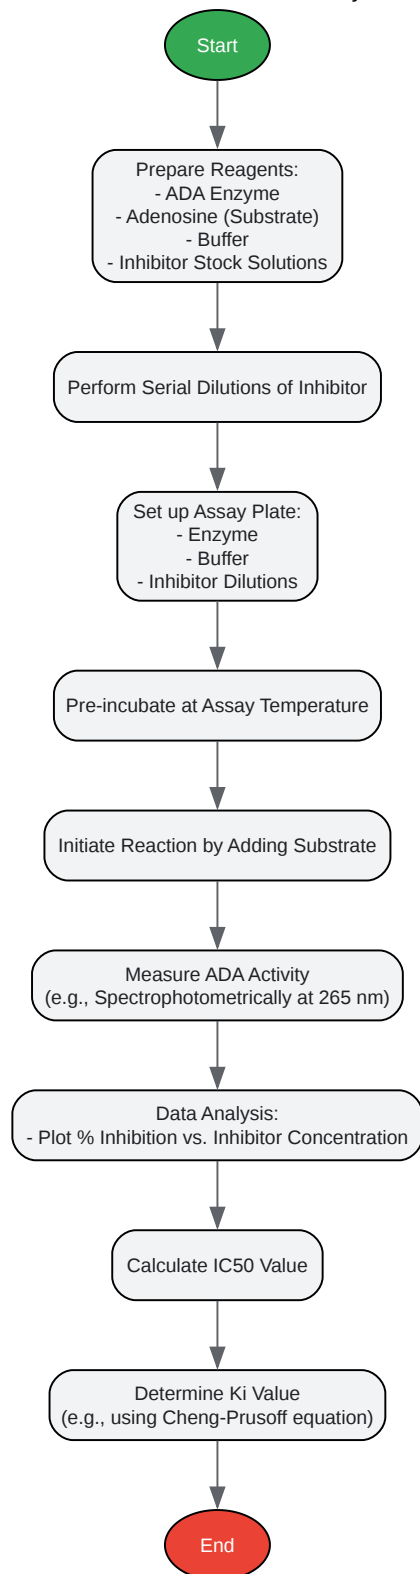 Start
Prepare Reagents:
- ADA Enzyme
- Adenosine (Substrate)
- Buffer
- Inhibitor Stock Solutions
Perform Serial Dilutions of Inhibitor
Set up Assay Plate:
- Enzyme
- Buffer
- Inhibitor Dilutions
Pre-incubate at Assay Temperature
Initiate Reaction by Adding Substrate
Measure ADA Activity
(e.g., Spectrophotometrically at 265 nm)
Data Analysis:
- Plot % Inhibition vs. Inhibitor Concentration
Calculate IC50 Value
Determine Ki Value
(e.g., using Cheng-Prusoff equation)
End